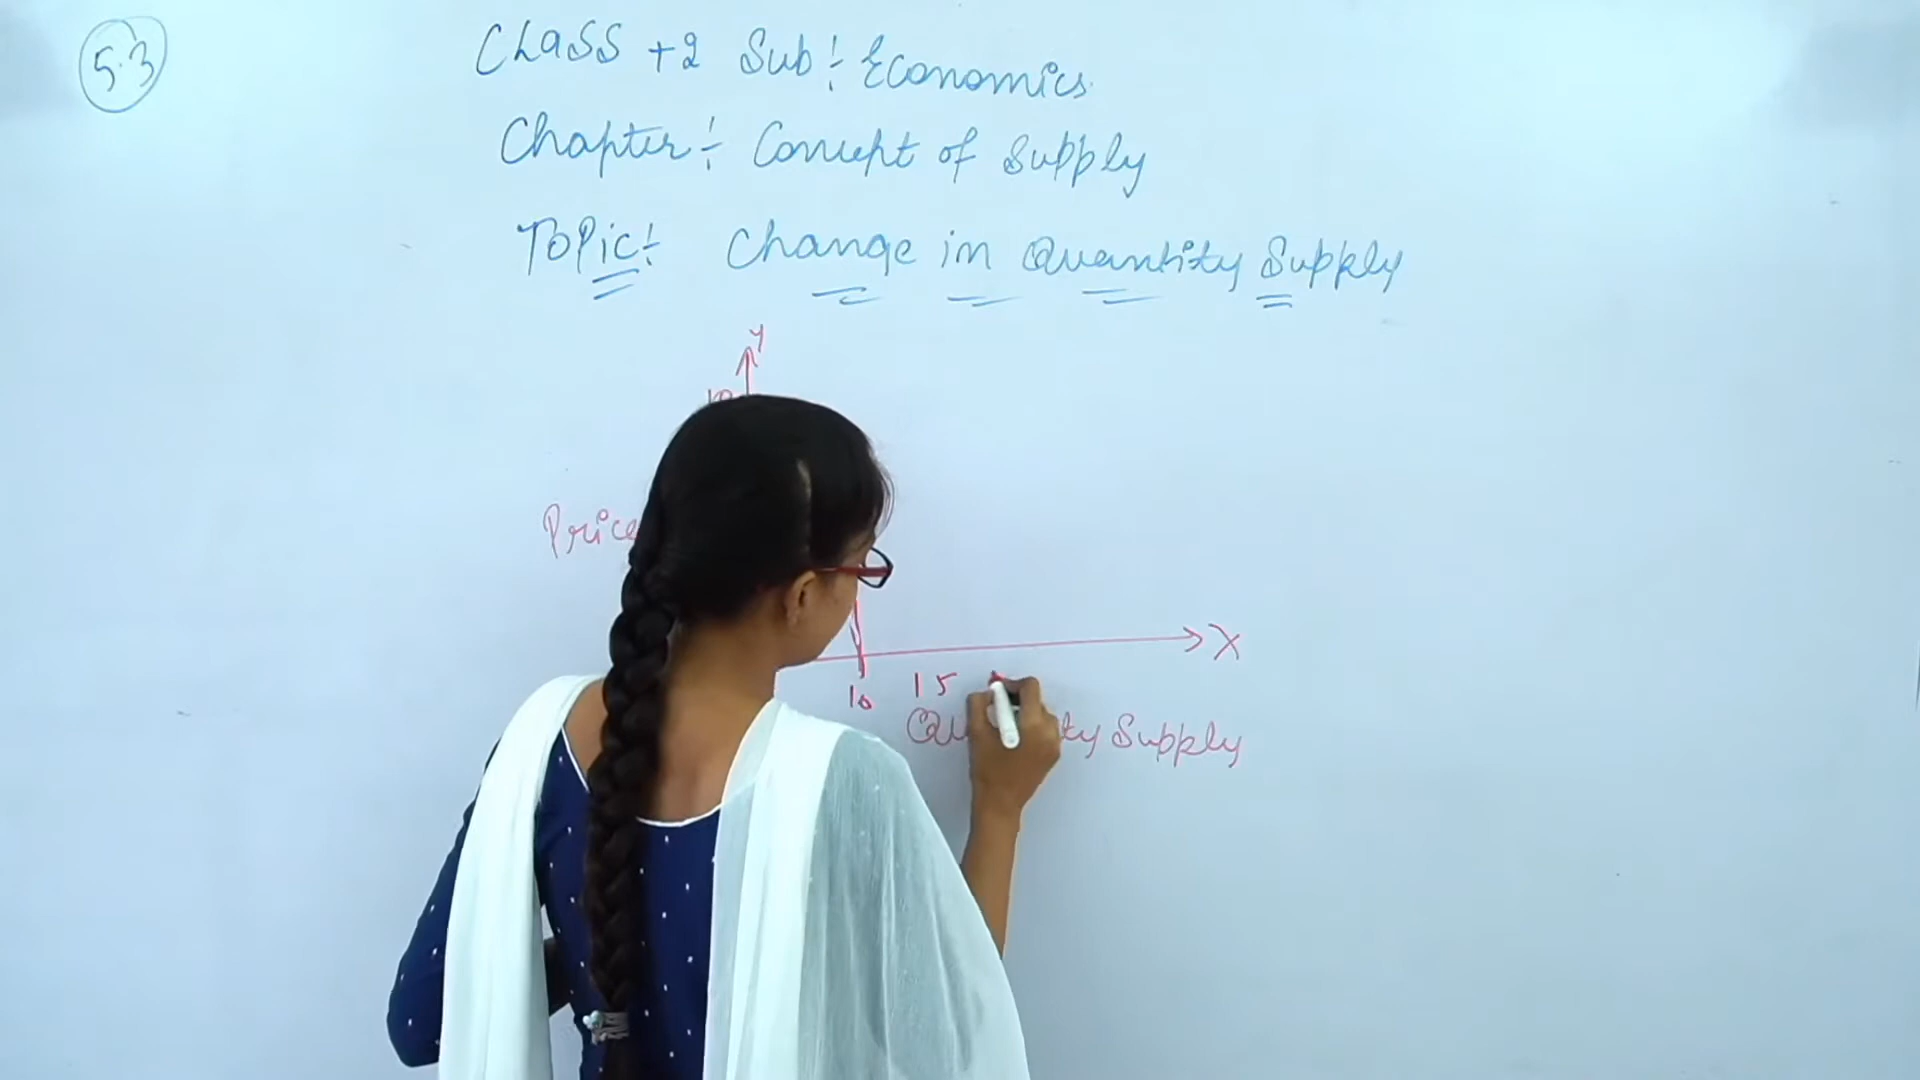 5.3
Class +2 Sub:- Economics
Chapter:- Concept of Supply
Topic:- Change in Quantity Supply
Y
Price
X
10 15
Supply